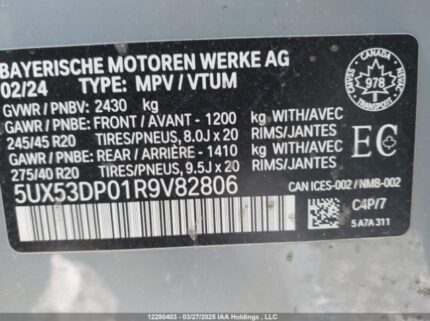 BAYERISCHE MOTOREN WERKE AG
02/24 TYPE: MPV / VTUM
GVWR / PNBV: 2430 kg
GAWR / PNBE: FRONT / AVANT - 1200 kg WITH/AVEC
245/45 R20 TIRES/PNEUS, 8.0J x 20 RIMS/JANTES
GAWR / PNBE: REAR / ARRIÈRE - 1410 kg WITH/AVEC
275/40 R20 TIRES/PNEUS, 9.5J x 20 RIMS/JANTES
5UX53DP01R9V82806
CANADA
978
TRANSPORT
EC
CAN ICES-002 / NMB-002
C4P/7
5 A7A 311
12280403 - 03/27/2025 IAA Holdings, LLC.